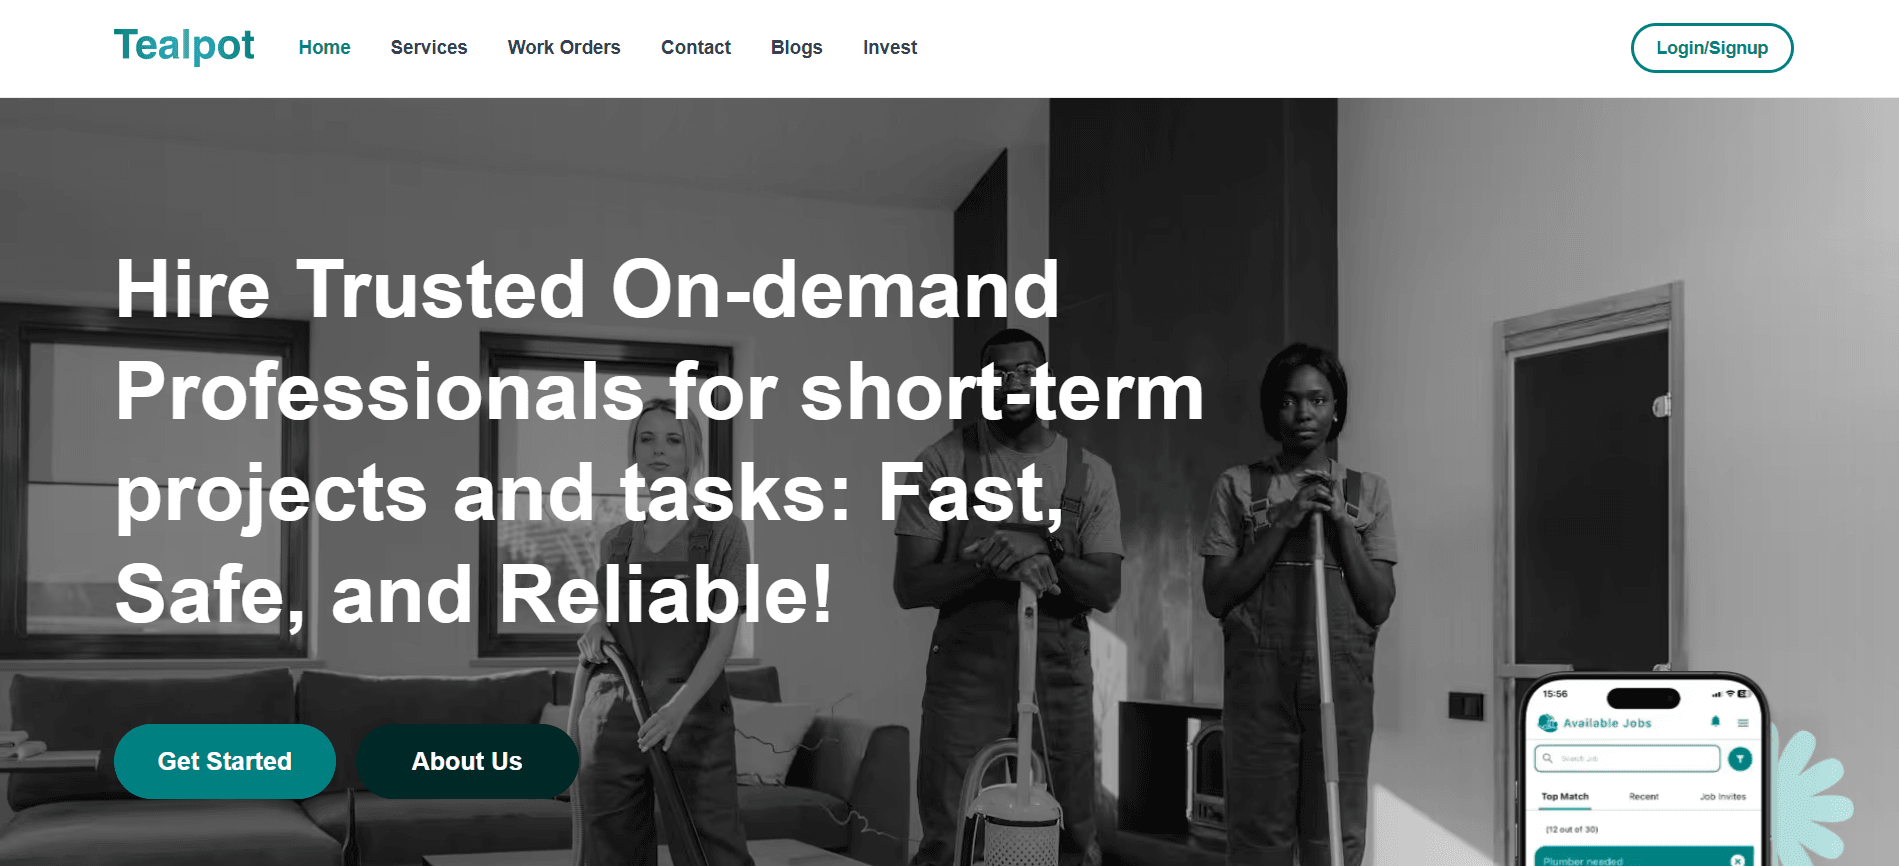 Tealpot
Home
Services
Work Orders
Contact
Blogs
Invest
Login/Signup
Hire Trusted On-demand
Professionals for short-term
projects and tasks: Fast,
Safe, and Reliable!
Get Started
About Us
15:56
Available Jobs
Search Job
Top Match
Recent
Job Invites
(12 out of 30)
Plumber needed